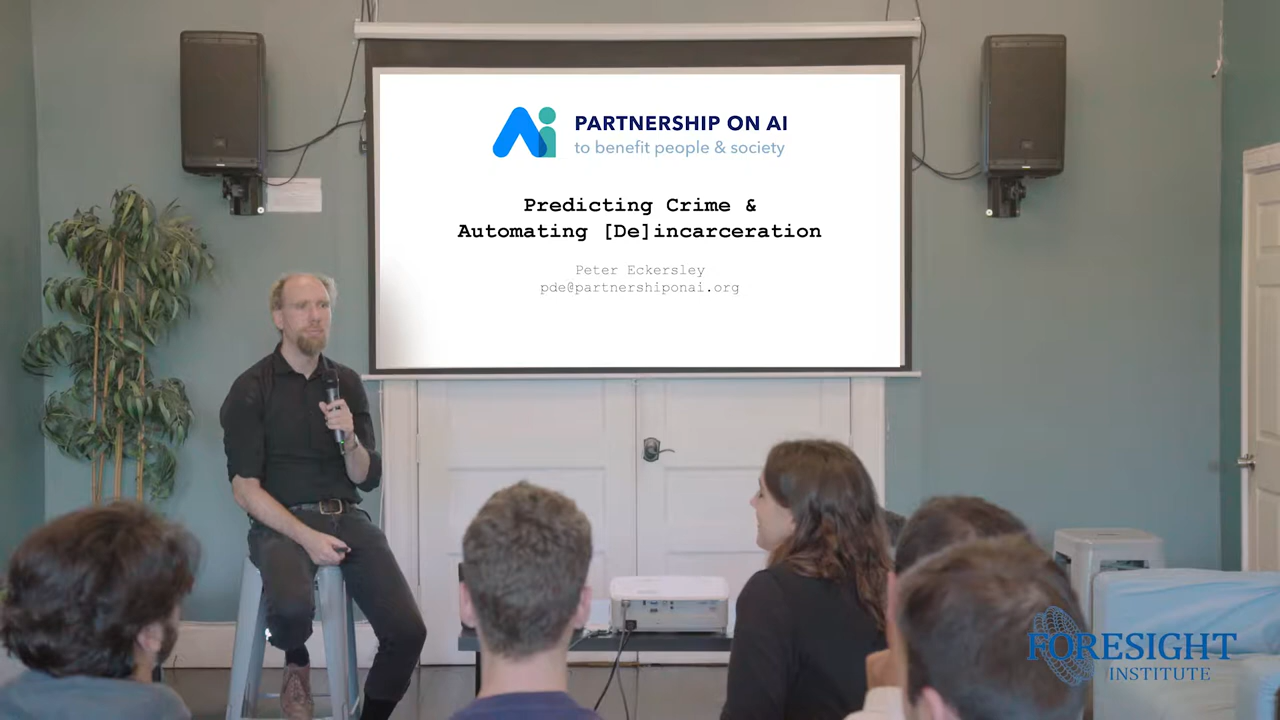 PARTNERSHIP ON AI
to benefit people & society
Predicting Crime &
Automating [De]incarceration
Peter Eckersley
pde@partnershiponai.org
FORESIGHT
INSTITUTE